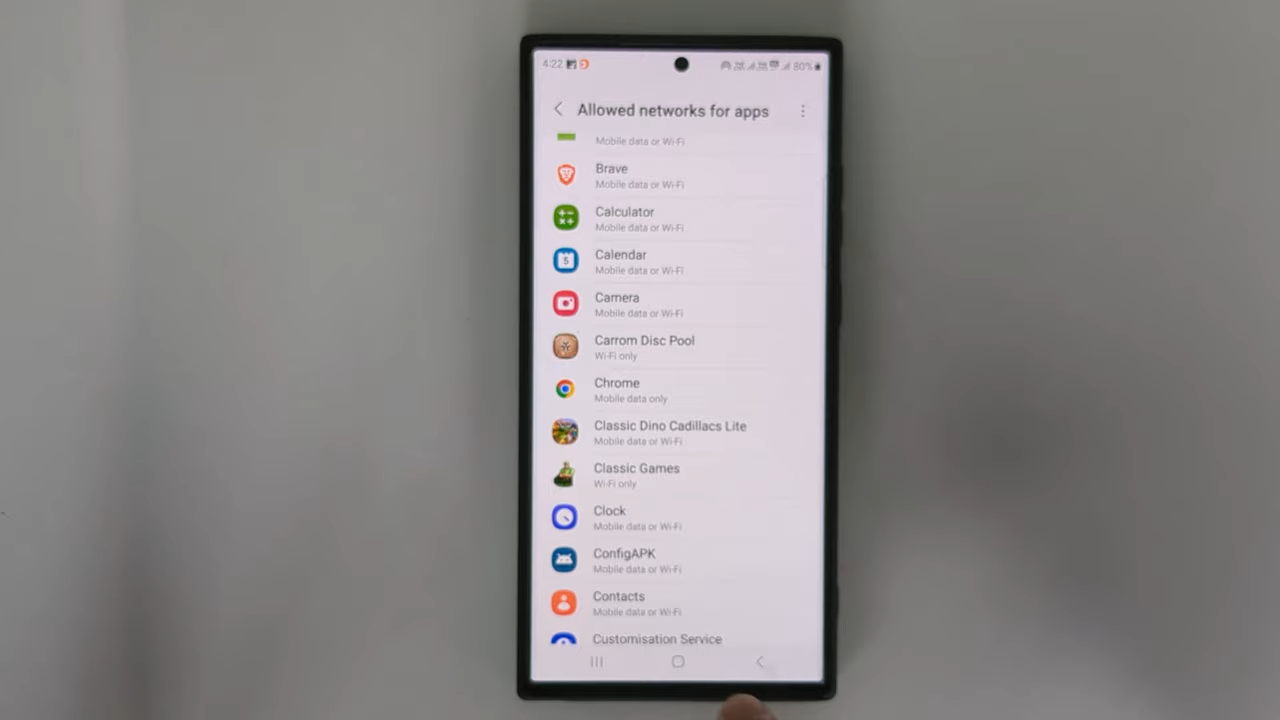 4:22
80%
Allowed networks for apps
Mobile data or Wi-Fi
Brave
Mobile data or Wi-Fi
Calculator
Mobile data or Wi-Fi
5
Calendar
Mobile data or Wi-Fi
Camera
Mobile data or Wi-Fi
Carrom Disc Pool
Wi-Fi only
Chrome
Mobile data only
Classic Dino Cadillacs Lite
Mobile data or Wi-Fi
Classic Games
Wi-Fi only
Clock
Mobile data or Wi-Fi
ConfigAPK
Mobile data or Wi-Fi
Contacts
Mobile data or Wi-Fi
Customisation Service